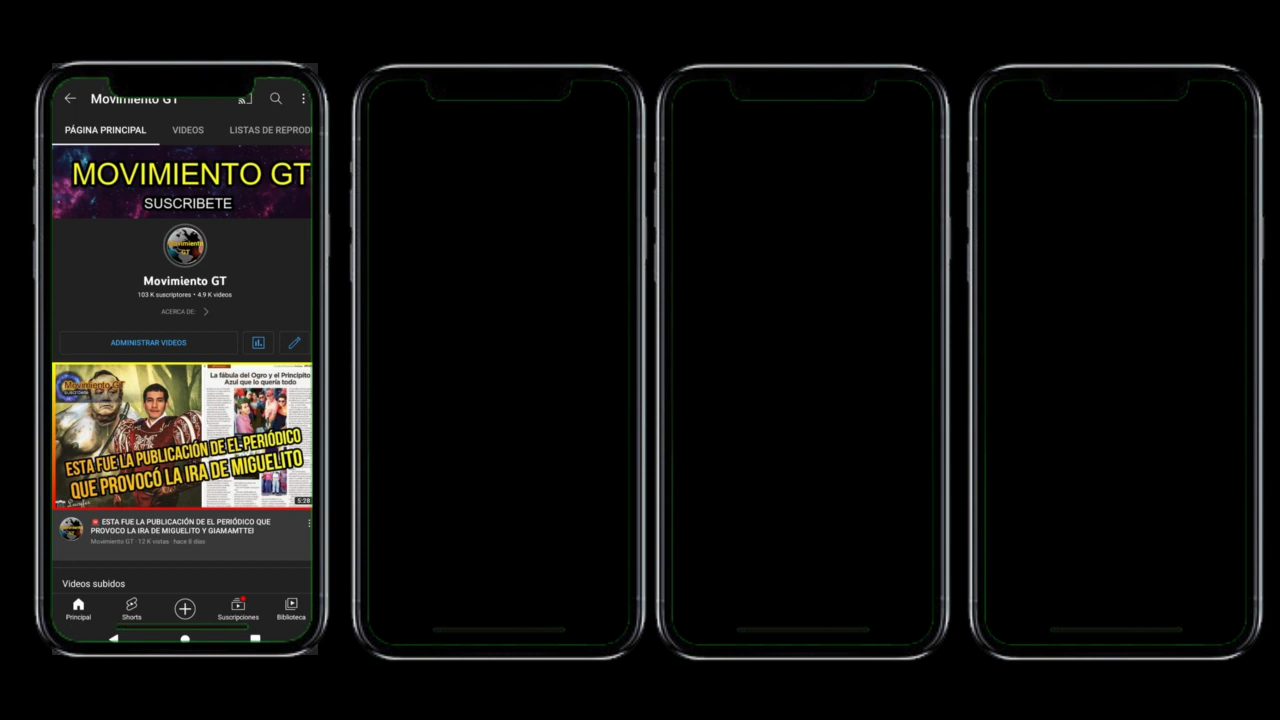 Movimiento GT
PÁGINA PRINCIPAL
VIDEOS
LISTAS DE REPROD
MOVIMIENTO GT
SUSCRIBETE
Movimiento
GT
Movimiento GT
103 K suscriptores • 4.9 K videos
ACERCA DE:
ADMINISTRAR VIDEOS
Movimiento GT
La fábula del Ogro y el Principito
Azul que lo quería todo
ESTA FUE LA PUBLICACIÓN DE EL PERIÓDICO
QUE PROVOCÓ LA IRA DE MIGUELITO
5:28
ESTA FUE LA PUBLICACIÓN DE EL PERIÓDICO QUE
PROVOCO LA IRA DE MIGUELITO Y GIAMAMTTEI
Movimiento GT · 12 K vistas · hace 6 días
Videos subidos
Principal
Shorts
Suscripciones
Biblioteca